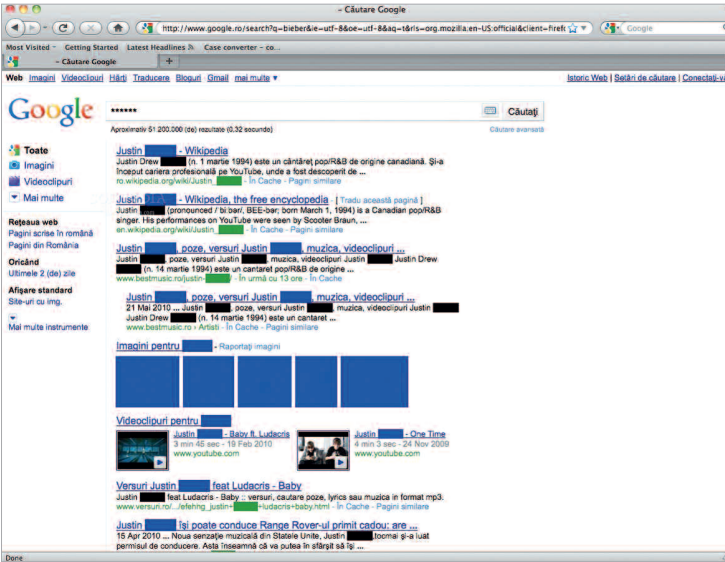 - Căutare Google
http://www.google.ro/search?q=bieber&ie=utf-8&oe=utf-8&aq=t&rls=org.mozilla:en-US:official&client=firef
Google
Most Visited - Getting Started Latest Headlines Case converter - co...
- Căutare Google
Web Imagini Videoclipuri Hărți Traducere Bloguri Gmail mai multe ▼
Istoric Web | Setări de căutare | Conectați-vă
Google
******
Căutați
Aproximativ 51.200.000 (de) rezultate (0,32 secunde)
Căutare avansată
Toate
Imagini
Videoclipuri
Mai multe
Rețeaua web
Pagini scrise în română
Pagini din România
Oricând
Ultimele 2 (de) zile
Afișare standard
Site-uri cu img.
Mai multe instrumente
Justin - Wikipedia
Justin Drew (n. 1 martie 1994) este un cântăreț pop/R&B de origine canadiană. Și-a
început cariera profesională pe YouTube, unde a fost descoperit de ...
ro.wikipedia.org/wiki/Justin_ - În Cache - Pagini similare
Justin - Wikipedia, the free encyclopedia - [ Tradu această pagină ]
Justin (pronounced / bi:bər/, BEE-bər; born March 1, 1994) is a Canadian pop/R&B
singer. His performances on YouTube were seen by Scooter Braun, ...
en.wikipedia.org/wiki/Justin_ - În Cache - Pagini similare
Justin , poze, versuri Justin , muzica, videoclipuri ...
Justin , poze, versuri Justin , muzica, videoclipuri Justin Justin Drew
(n. 14 martie 1994) este un cantaret pop/R&B de origine ...
www.bestmusic.ro/justin- / - În urmă cu 13 ore - În Cache
Justin , poze, versuri Justin , muzica, videoclipuri ...
21 Mai 2010 ... Justin , poze, versuri Justin , muzica, videoclipuri Justin
Justin Drew (n. 14 martie 1994) este un cantaret ...
www.bestmusic.ro › Artisti - În Cache - Pagini similare
Imagini pentru - Raportați imagini
Videoclipuri pentru
Justin - Baby ft. Ludacris
3 min 45 sec - 19 Feb 2010
www.youtube.com
Justin - One Time
4 min 3 sec - 24 Nov 2009
www.youtube.com
Versuri Justin feat Ludacris - Baby
Justin feat Ludacris - Baby :: versuri, cautare poze, lyrics sau muzica in format mp3.
www.versuri.ro/.../efehng_justin+ +ludacris+baby.html - În Cache - Pagini similare
Justin își poate conduce Range Rover-ul primit cadou: are ...
15 Apr 2010 ... Noua senzație muzicală din Statele Unite, Justin ,tocmai și-a luat
permisul de conducere. Asta înseamnă că va putea în sfârșit să își ...
Done